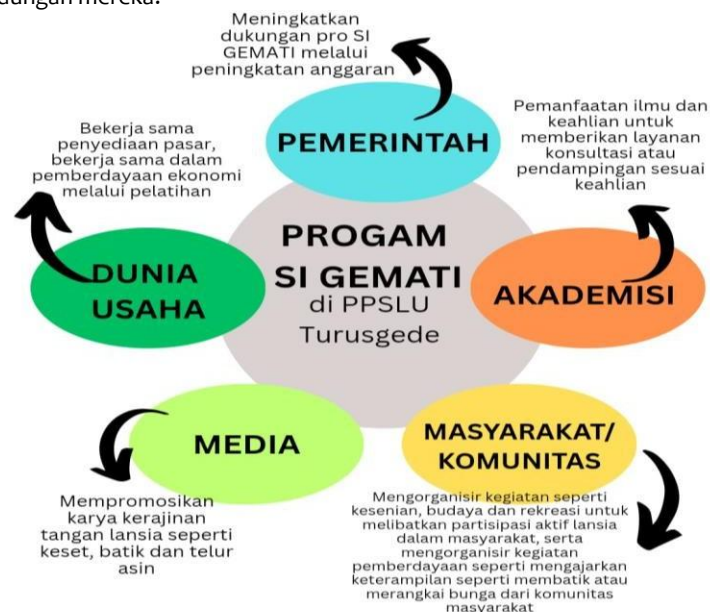 dungan mereka.
Meningkatkan
dukungan pro SI
GEMATI melalui
peningkatan anggaran
PEMERINTAH
Pemanfaatan ilmu dan
keahlian untuk
memberikan layanan
konsultasi atau
pendampingan sesuai
keahlian
Bekerja sama
penyediaan pasar,
bekerja sama dalam
pemberdayaan ekonomi
melalui pelatihan
PROGAM
SI GEMATI
di PPSLU
Turusgede
DUNIA
USAHA
AKADEMISI
MEDIA
MASYARAKAT/
KOMUNITAS
Mempromosikan
karya kerajinan
tangan lansia seperti
keset, batik dan telur
asin
Mengorganisir kegiatan seperti
kesenian, budaya dan rekreasi untuk
melibatkan partisipasi aktif lansia
dalam masyarakat, serta
mengorganisir kegiatan
pemberdayaan seperti mengajarkan
keterampilan seperti membatik atau
merangkai bunga dari komunitas
masyarakat